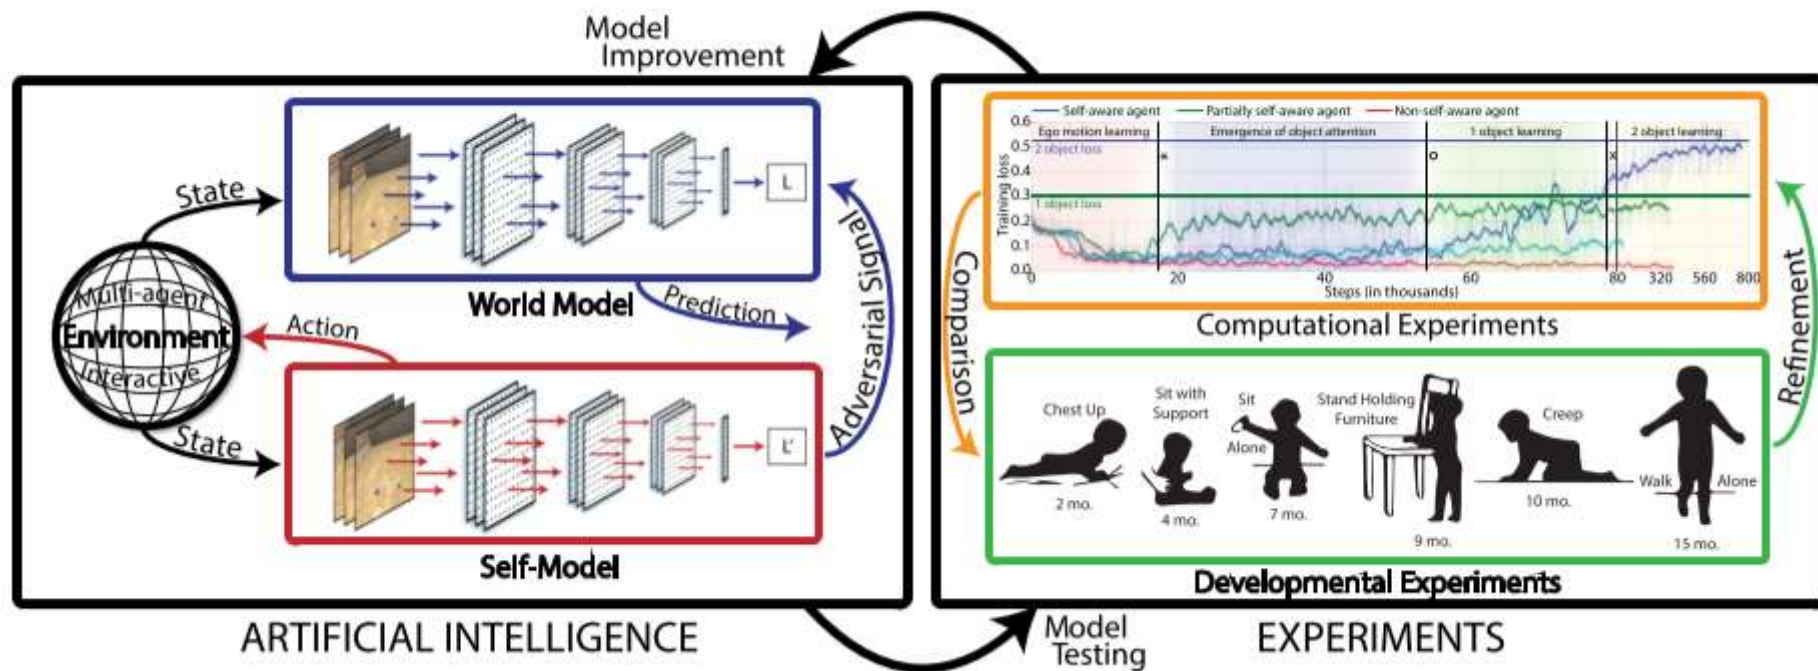 Model
Improvement
State
L
World Model
Prediction
Adversarial Signal
Multi-agent
Environment
Interactive
Action
State
L'
Self-Model
ARTIFICIAL INTELLIGENCE
Self-aware agent
Partially self-aware agent
Non-self-aware agent
Training loss
0.6
0.5
0.4
0.3
0.2
0.1
0.0
Ego motion learning
Emergence of object attention
1 object learning
2 object learning
2 object loss
1 object loss
*
o
x
0
20
40
60
80
320
560
800
Steps (in thousands)
Computational Experiments
Comparison
Refinement
Chest Up
2 mo.
Sit with
Support
4 mo.
Sit
Alone
7 mo.
Stand Holding
Furniture
9 mo.
Creep
10 mo.
Walk Alone
15 mo.
Developmental Experiments
Model
Testing
EXPERIMENTS